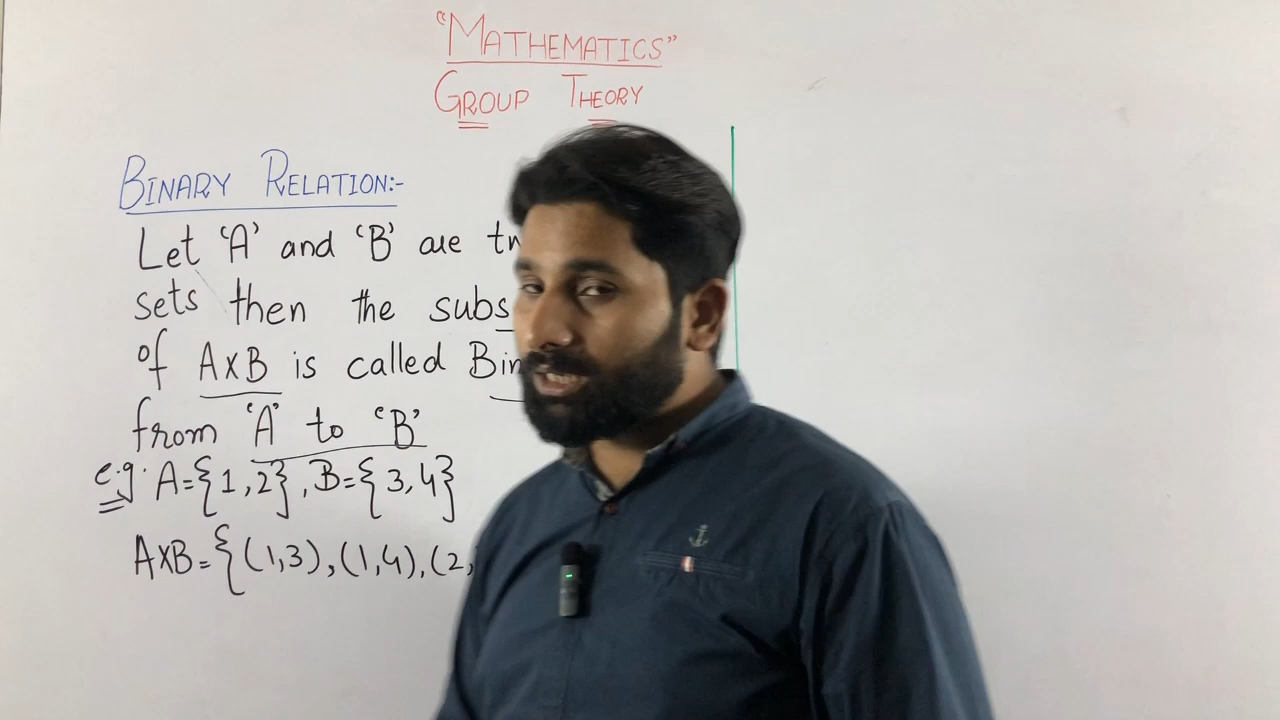 “MATHEMATICS”
GROUP THEORY
BINARY RELATION:-
Let ‘A’ and ‘B’ are
sets then the
of AxB is called
from ‘A’ to ‘B’
e.g. A={1,2}, B={3,4}
AxB={(1,3),(1,4),(2,